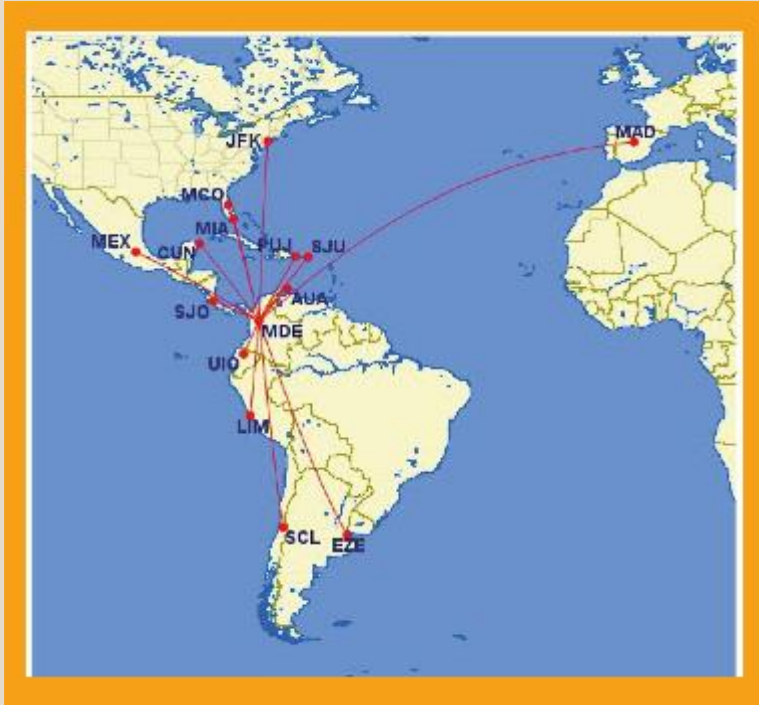 JFK
MAD
MCO
MIA
MEX
CUN
PUJ
SJU
AUA
SJO
MDE
UIO
LIM
SCL
EZE